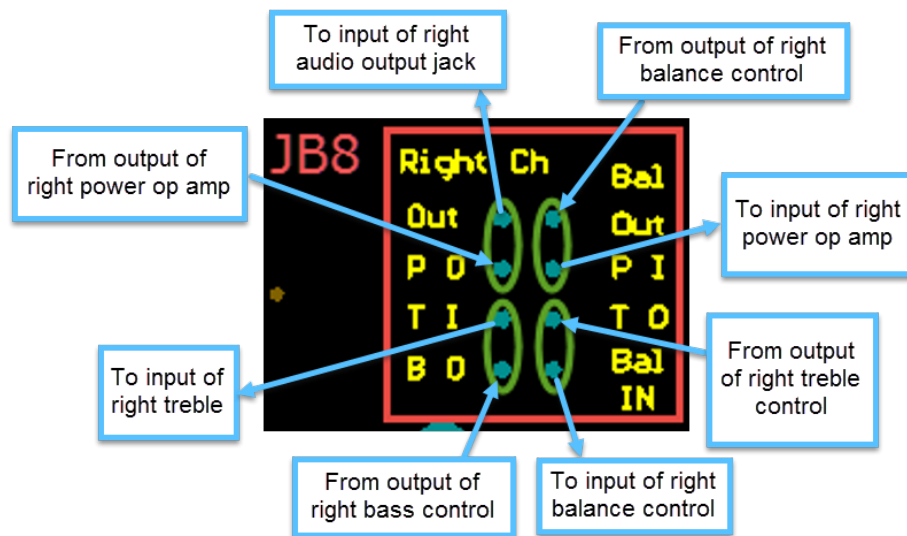 To input of right
audio output jack
From output of right
balance control
From output of
right power op amp
JB8
Right Ch
Bal
Out
Out
P O
P I
T I
T O
B O
Bal
IN
To input of right
power op amp
To input of
right treble
From output
of right treble
control
From output of
right bass control
To input of right
balance control